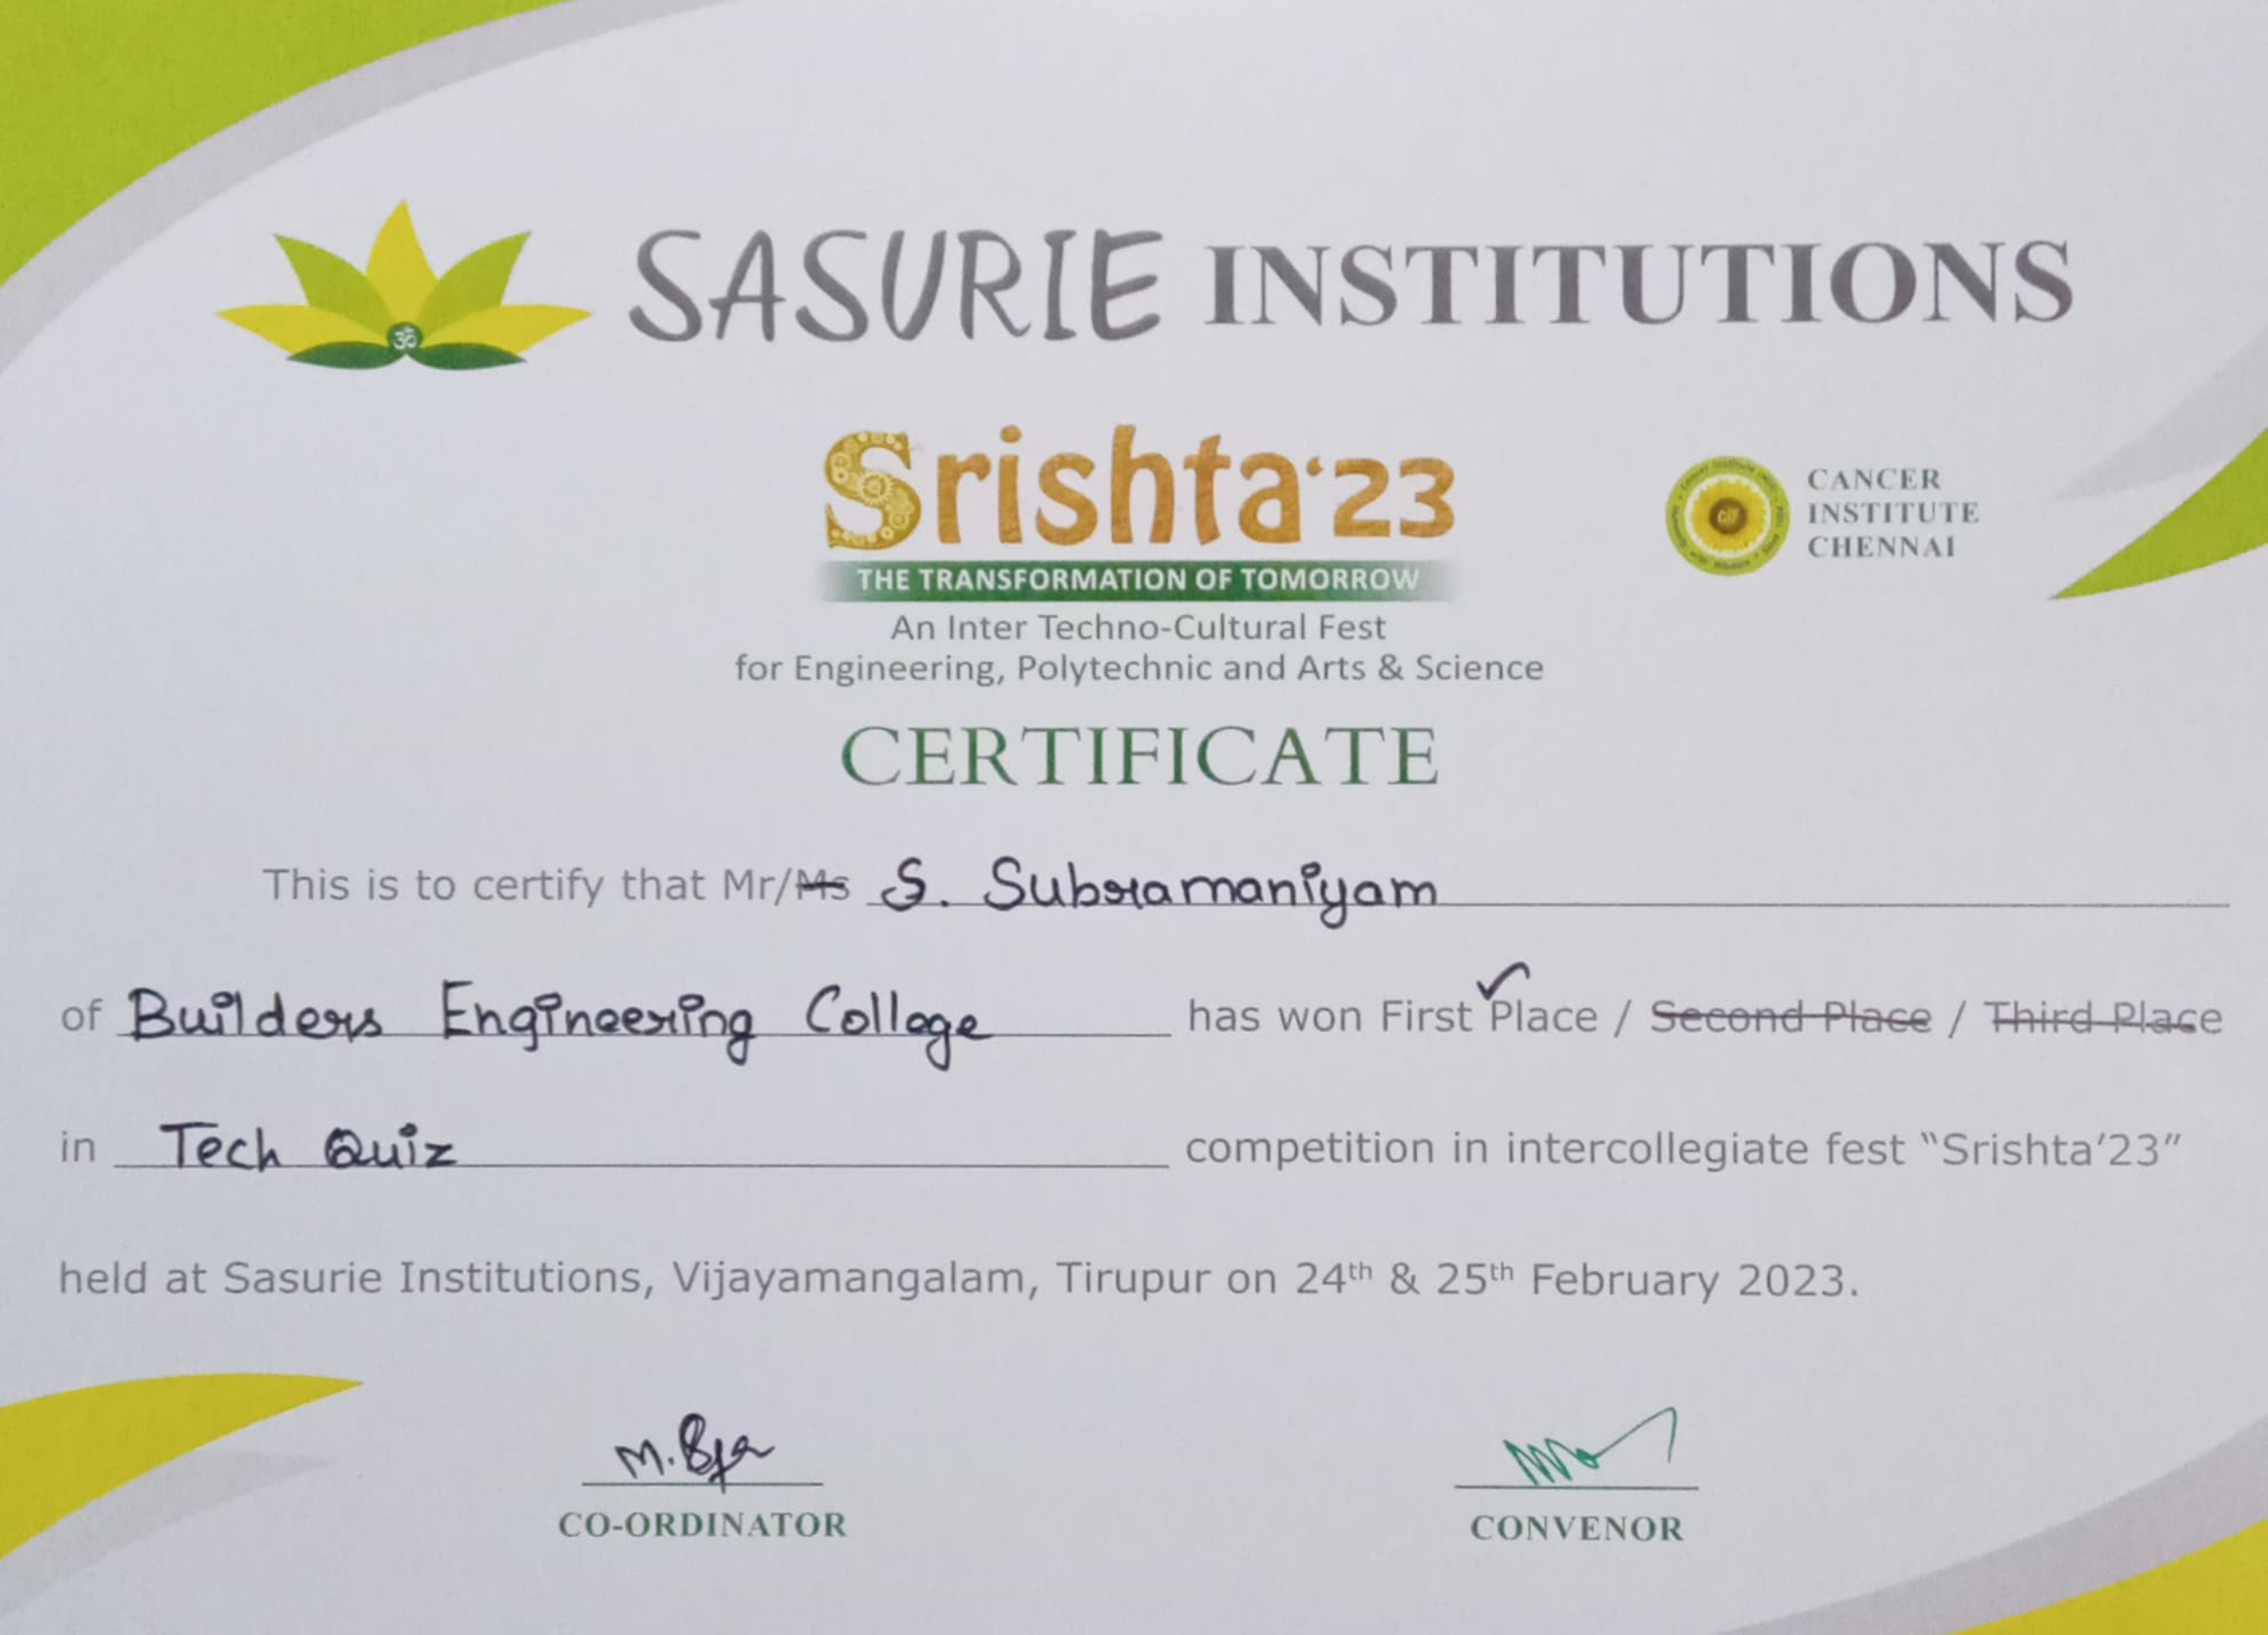 SASURIE INSTITUTIONS
Srishta'23
THE TRANSFORMATION OF TOMORROW
An Inter Techno-Cultural Fest
for Engineering, Polytechnic and Arts & Science
CANCER
INSTITUTE
CHENNAI
CERTIFICATE
This is to certify that Mr/Ms S. Subramaniyam
of Builders Engineering College has won First Place / Second Place / Third Place
in Tech Quiz competition in intercollegiate fest “Srishta’23”
held at Sasurie Institutions, Vijayamangalam, Tirupur on 24th & 25th February 2023.
CO-ORDINATOR
CONVENOR